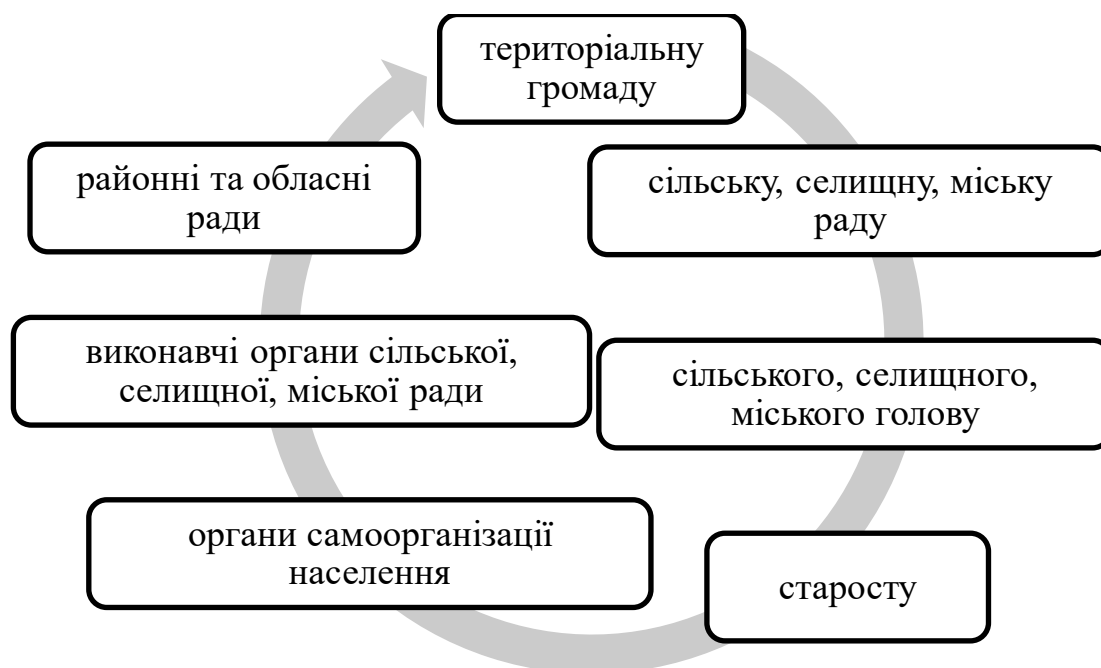 територіальну
громаду
сільську, селищну, міську
раду
сільського, селищного,
міського голову
старосту
органи самоорганізації
населення
виконавчі органи сільської,
селищної, міської ради
районні та обласні
ради